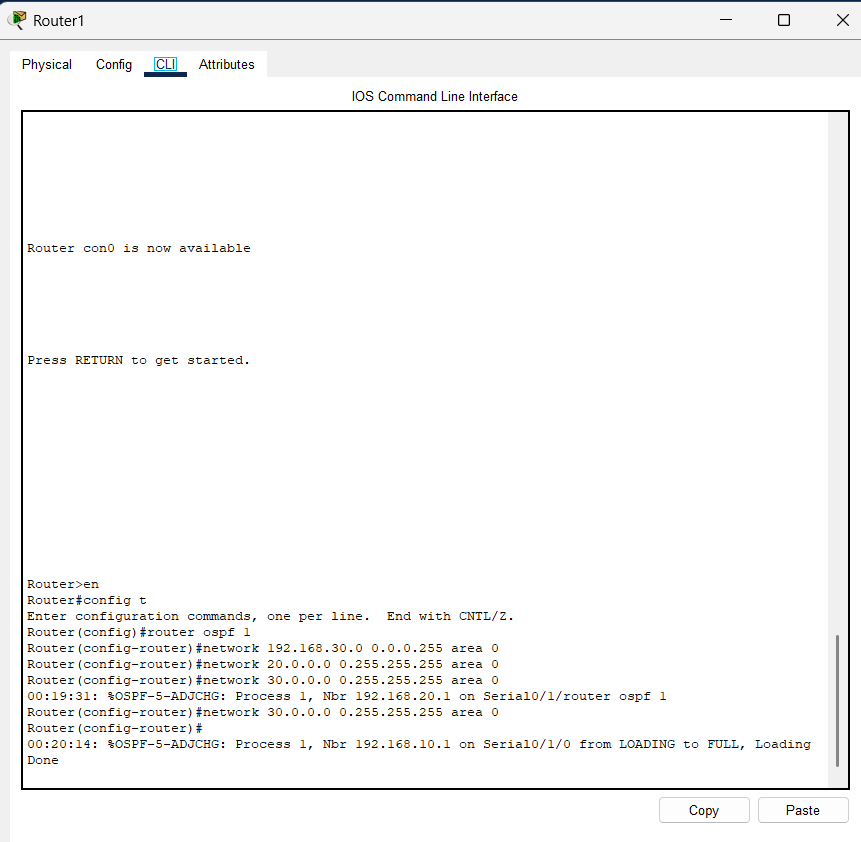 Router1
Physical Config CLI Attributes
IOS Command Line Interface
Router con0 is now available
Press RETURN to get started.
Router>en
Router#config t
Enter configuration commands, one per line.  End with CNTL/Z.
Router(config)#router ospf 1
Router(config-router)#network 192.168.30.0 0.0.0.255 area 0
Router(config-router)#network 20.0.0.0 0.255.255.255 area 0
Router(config-router)#network 30.0.0.0 0.255.255.255 area 0
00:19:31: %OSPF-5-ADJCHG: Process 1, Nbr 192.168.20.1 on Serial0/1/router ospf 1
Router(config-router)#network 30.0.0.0 0.255.255.255 area 0
Router(config-router)#
00:20:14: %OSPF-5-ADJCHG: Process 1, Nbr 192.168.10.1 on Serial0/1/0 from LOADING to FULL, Loading
Done
Copy Paste